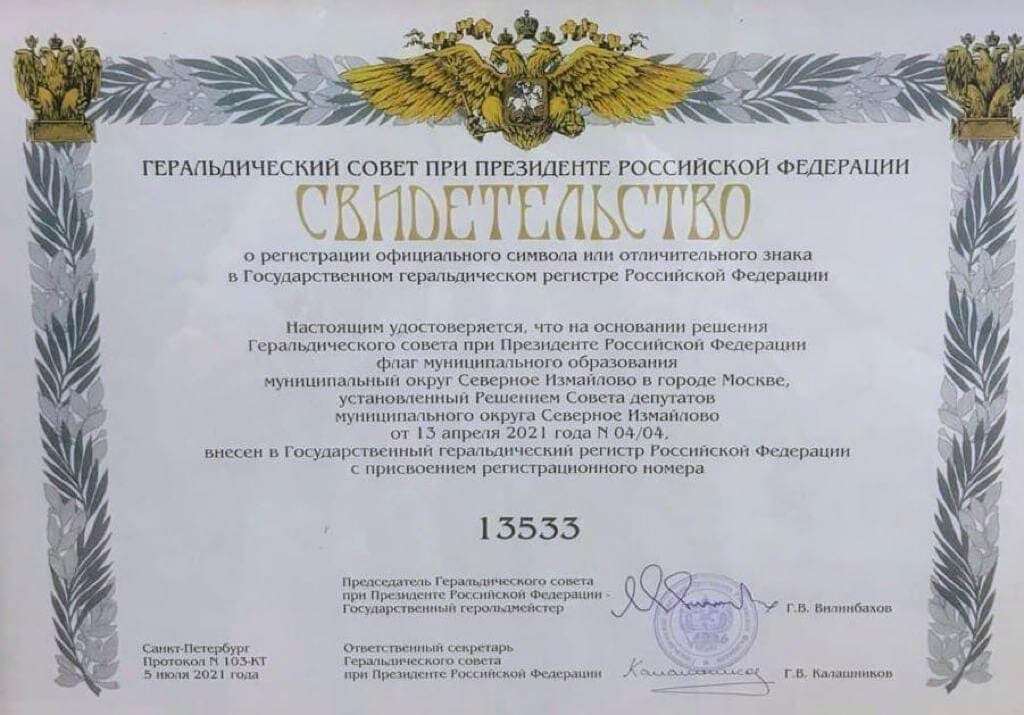 ГЕРАЛЬДИЧЕСКИЙ СОВЕТ ПРИ ПРЕЗИДЕНТЕ РОССИЙСКОЙ ФЕДЕРАЦИИ
СВИДЕТЕЛЬСТВО
о регистрации официального символа или отличительного знака
в Государственном геральдическом регистре Российской Федерации
Настоящим удостоверяется, что на основании решения
Геральдического совета при Президенте Российской Федерации
флаг муниципального образования
муниципальный округ Северное Измайлово в городе Москве,
установленный Решением Совета депутатов
муниципального округа Северное Измайлово
от 13 апреля 2021 года N 04/04,
внесен в Государственный геральдический регистр Российской Федерации
с присвоением регистрационного номера
13533
Председатель Геральдического совета
при Президенте Российской Федерации -
Государственный герольдмейстер
Г.В. Вилинбахов
Санкт-Петербург
Протокол N 103-КТ
5 июля 2021 года
Ответственный секретарь
Геральдического совета
при Президенте Российской Федерации
Г.В. Калашников